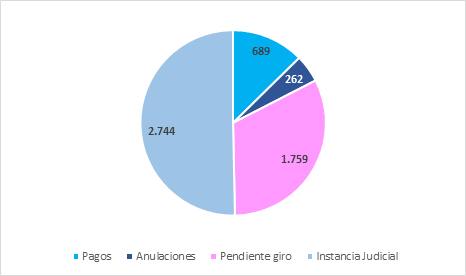 689
262
2.744
1.759
Pagos Anulaciones Pendiente giro Instancia Judicial